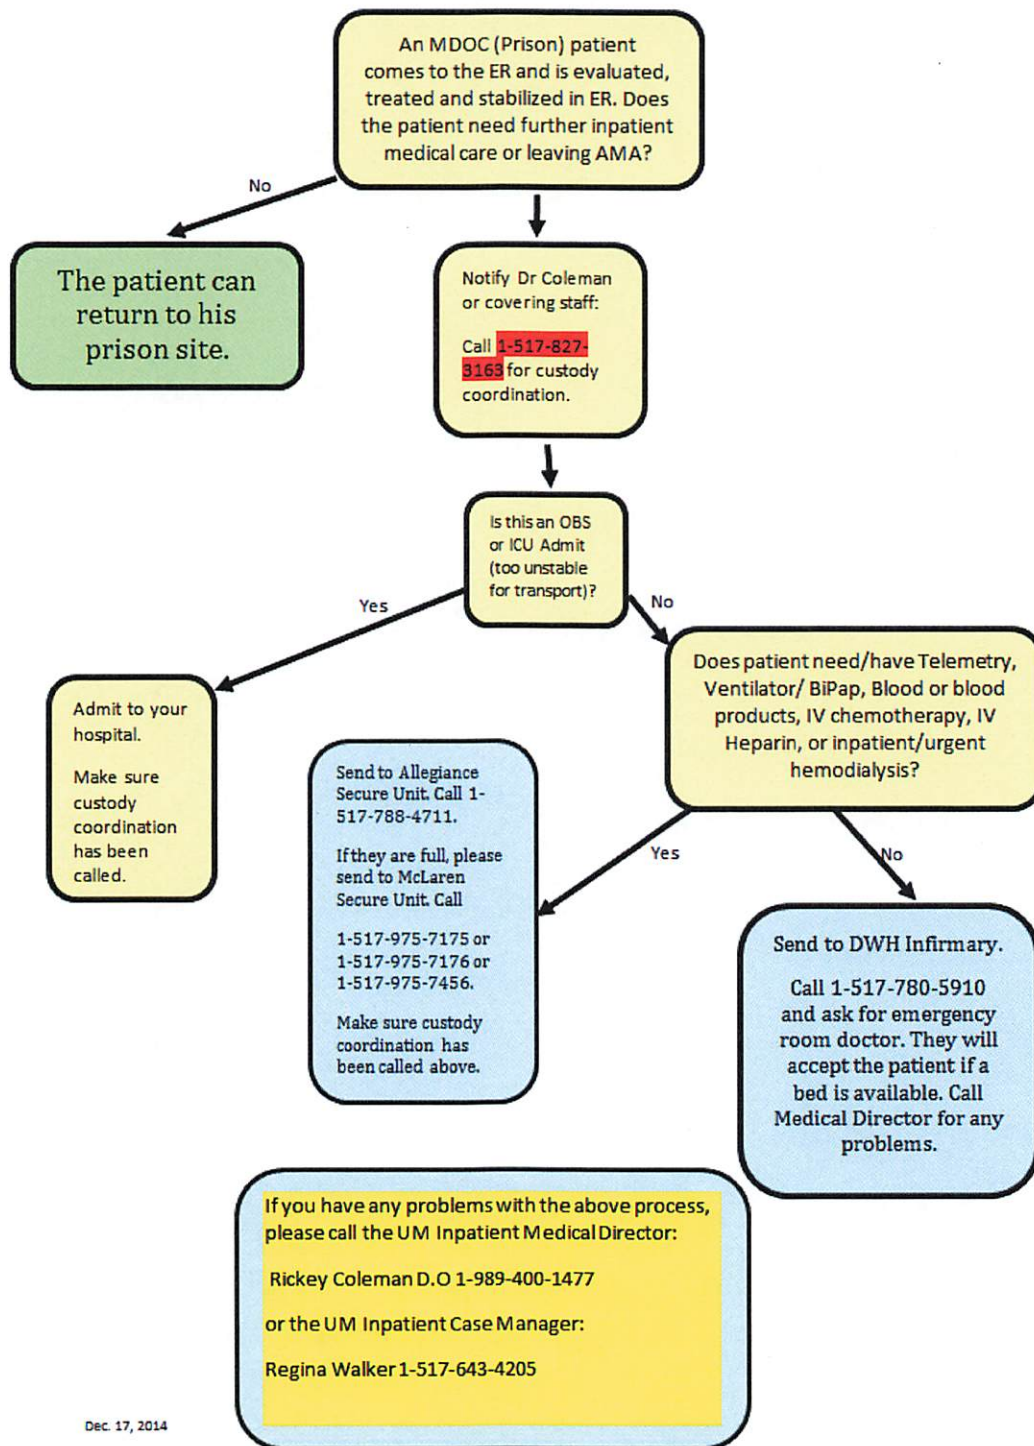 An MDOC (Prison) patient
comes to the ER and is evaluated,
treated and stabilized in ER. Does
the patient need further inpatient
medical care or leaving AMA?
No
The patient can
return to his
prison site.
Notify Dr Coleman
or covering staff:
Call 1-517-827-
3163 for custody
coordination.
Is this an OBS
or ICU Admit
(too unstable
for transport)?
Yes
No
Admit to your
hospital.
Make sure
custody
coordination
has been
called.
Does patient need/have Telemetry,
Ventilator/ BiPap, Blood or blood
products, IV chemotherapy, IV
Heparin, or inpatient/urgent
hemodialysis?
Yes
No
Send to Allegiance
Secure Unit. Call 1-
517-788-4711.
If they are full, please
send to McLaren
Secure Unit. Call
1-517-975-7175 or
1-517-975-7176 or
1-517-975-7456.
Make sure custody
coordination has
been called above.
Send to DWH Infirmary.
Call 1-517-780-5910
and ask for emergency
room doctor. They will
accept the patient if a
bed is available. Call
Medical Director for any
problems.
If you have any problems with the above process,
please call the UM Inpatient Medical Director:
Rickey Coleman D.O 1-989-400-1477
or the UM Inpatient Case Manager:
Regina Walker 1-517-643-4205
Dec. 17, 2014